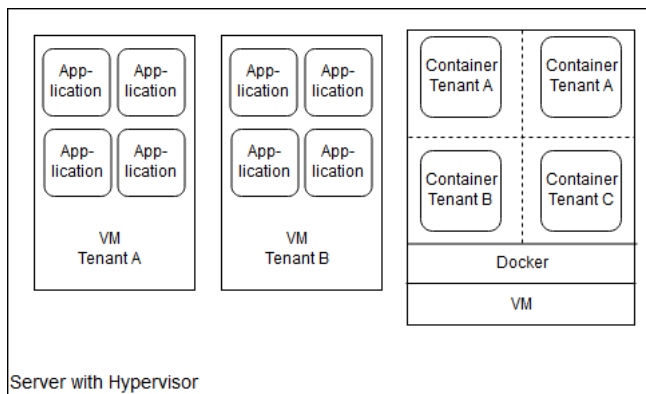 App-
lication
App-
lication
App-
lication
App-
lication
VM
Tenant A
App-
lication
App-
lication
App-
lication
App-
lication
VM
Tenant B
Container
Tenant A
Container
Tenant A
Container
Tenant B
Container
Tenant C
Docker
VM
Server with Hypervisor